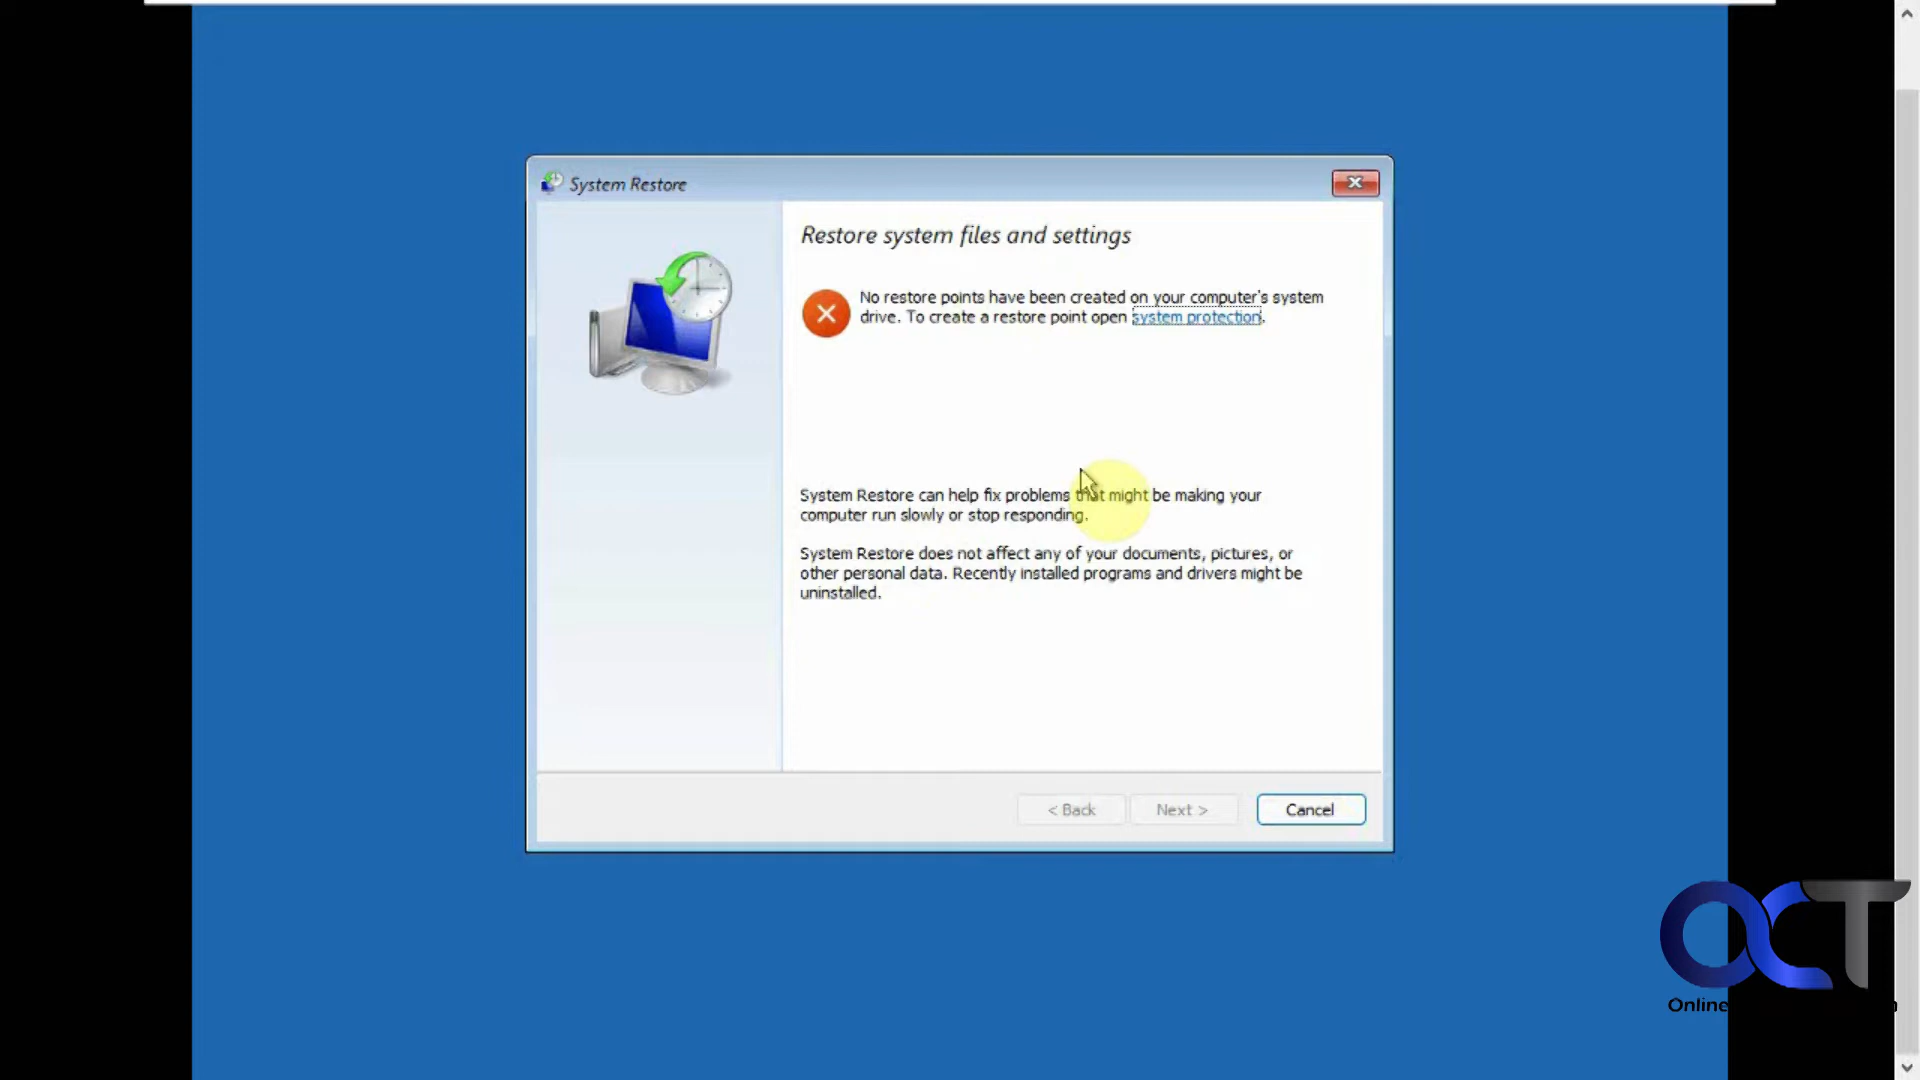 System Restore
Restore system files and settings
No restore points have been created on your computer's system
drive. To create a restore point open system protection.
System Restore can help fix problems that might be making your
computer run slowly or stop responding.
System Restore does not affect any of your documents, pictures, or
other personal data. Recently installed programs and drivers might be
uninstalled.
< Back
Next >
Cancel
OCT
Online